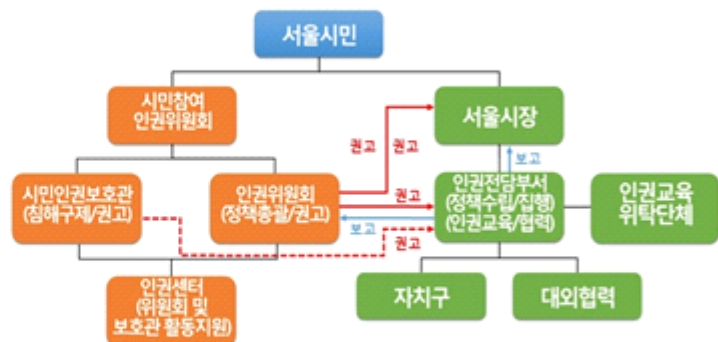 서울시민
시민참여
인권위원회
서울시장
권고
권고
보고
시민인권보호관
(침해구제/권고)
인권위원회
(정책총괄/권고)
권고
인권전담부서
(정책수립/집행)
(인권교육/협력)
인권교육
위탁단체
보고
권고
인권센터
(위원회 및
보호관 활동지원)
자치구
대외협력